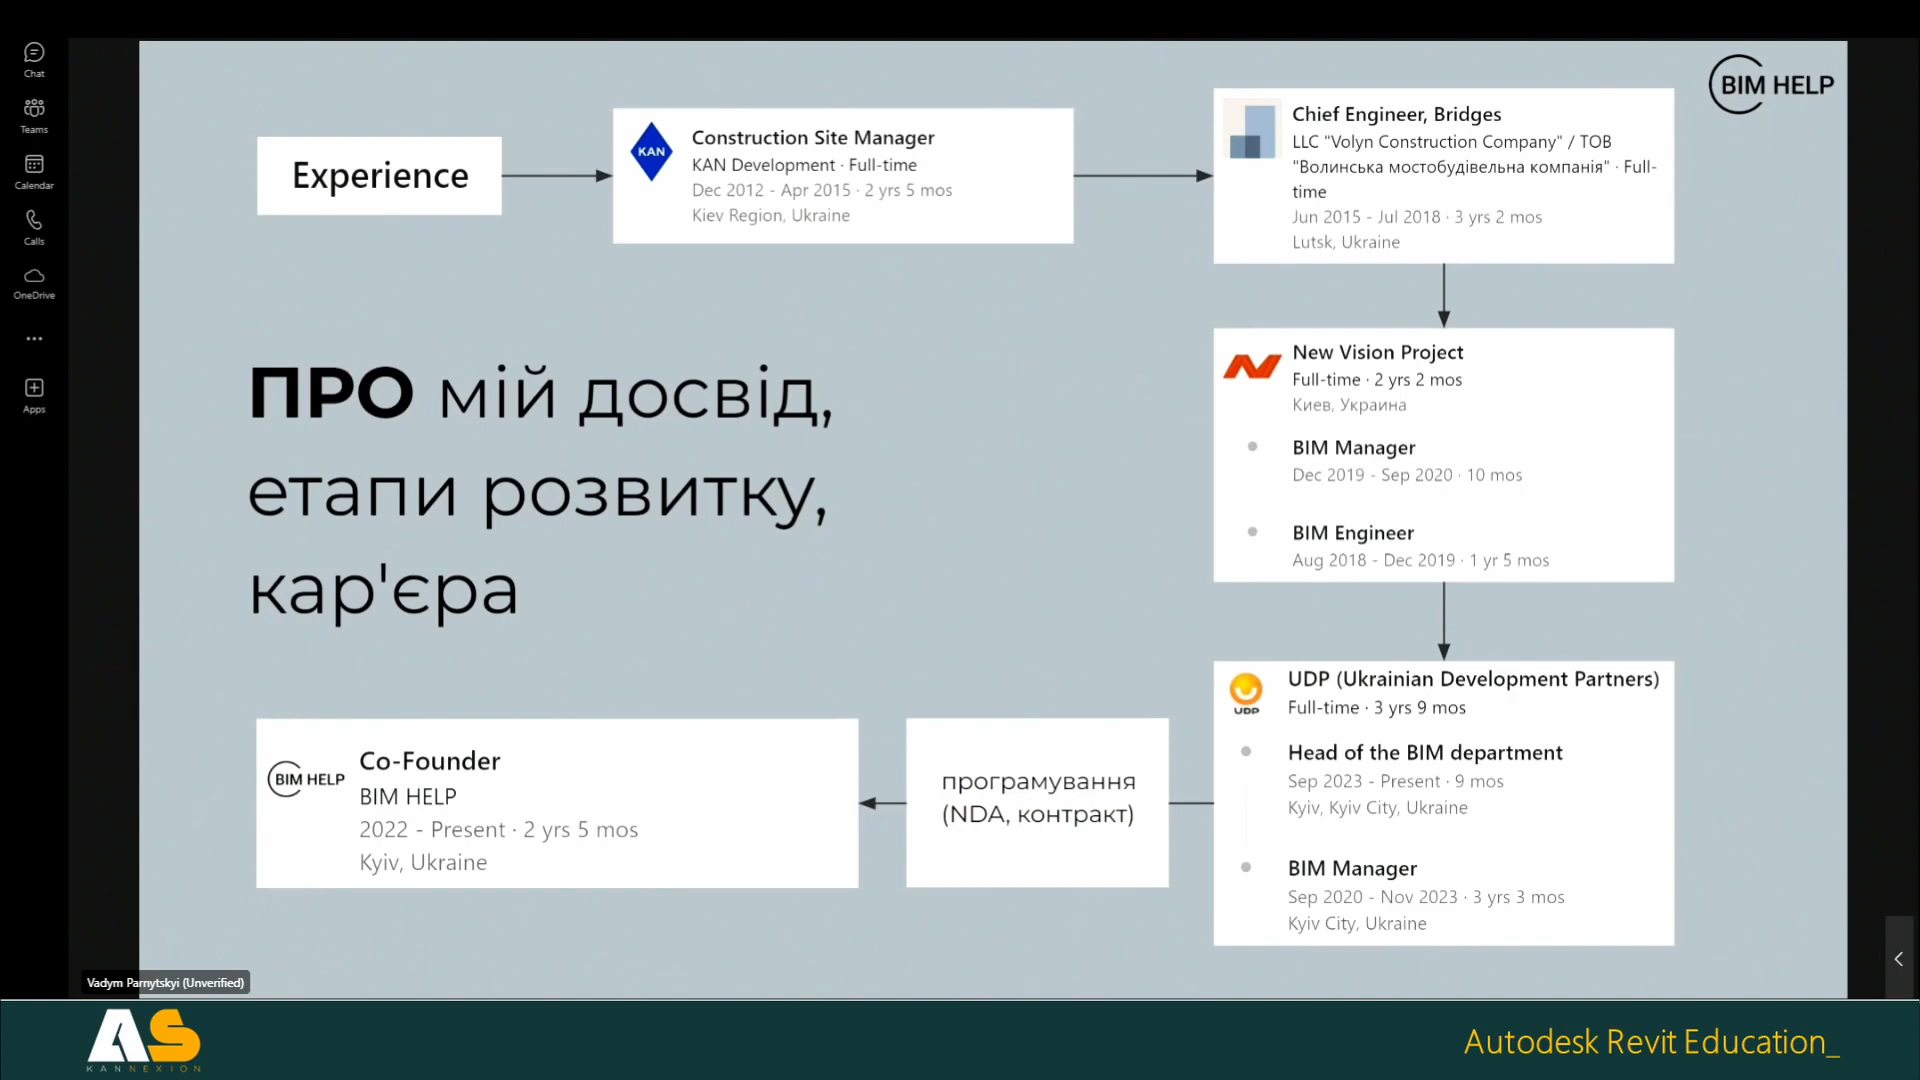 Chat
Teams
Calendar
Calls
OneDrive
Apps
BIM HELP
Experience
KAN
Construction Site Manager
KAN Development · Full-time
Dec 2012 - Apr 2015 · 2 yrs 5 mos
Kiev Region, Ukraine
Chief Engineer, Bridges
LLC "Volyn Construction Company" / ТОВ
"Волинська мостобудівельна компанія" · Full-
time
Jun 2015 - Jul 2018 · 3 yrs 2 mos
Lutsk, Ukraine
New Vision Project
Full-time · 2 yrs 2 mos
Киев, Украина
BIM Manager
Dec 2019 - Sep 2020 · 10 mos
BIM Engineer
Aug 2018 - Dec 2019 · 1 yr 5 mos
ПРО мій досвід,
етапи розвитку,
кар'єра
UDP
UDP (Ukrainian Development Partners)
Full-time · 3 yrs 9 mos
Head of the BIM department
Sep 2023 - Present · 9 mos
Kyiv, Kyiv City, Ukraine
BIM Manager
Sep 2020 - Nov 2023 · 3 yrs 3 mos
Kyiv City, Ukraine
програмування
(NDA, контракт)
BIM HELP
Co-Founder
BIM HELP
2022 - Present · 2 yrs 5 mos
Kyiv, Ukraine
Vadym Parnytskyi (Unverified)
AS
KANNEXION
Autodesk Revit Education_